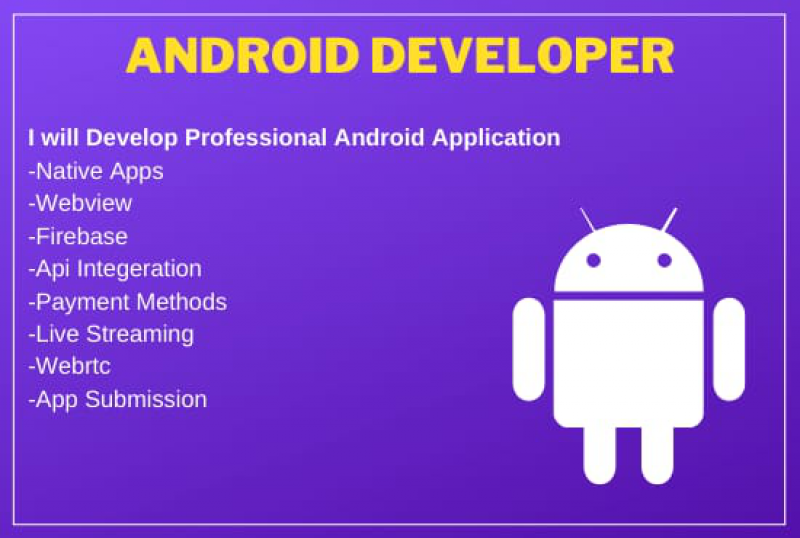 ANDROID DEVELOPER
I will Develop Professional Android Application
-Native Apps
-Webview
-Firebase
-Api Integeration
-Payment Methods
-Live Streaming
-Webrtc
-App Submission